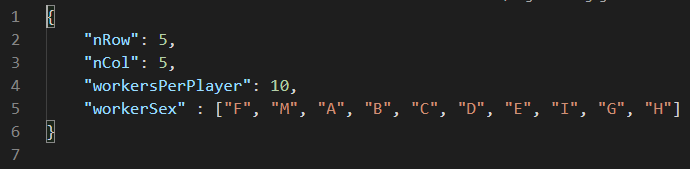 1 {
2 "nRow": 5,
3 "nCol": 5,
4 "workersPerPlayer": 10,
5 "workerSex" : ["F", "M", "A", "B", "C", "D", "E", "I", "G", "H"]
6 }
7